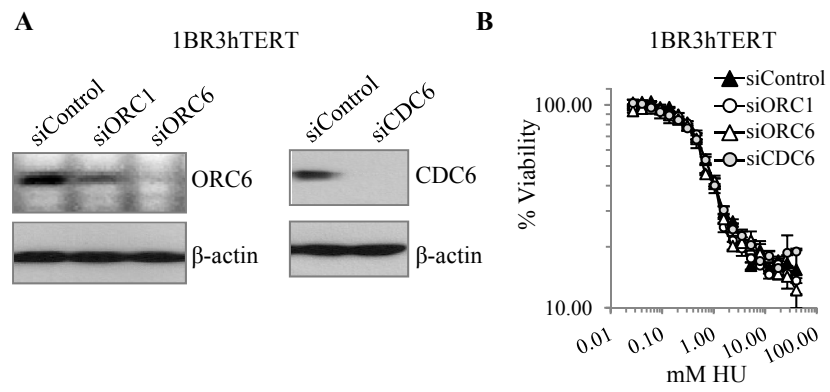 A
1BR3hTERT
siControl
siORC1
siORC6
ORC6
β-actin
siControl
siCDC6
CDC6
β-actin
B
1BR3hTERT
siControl
siORC1
siORC6
siCDC6
% Viability
100.00
10.00
0.01
0.10
1.00
10.00
100.00
mM HU